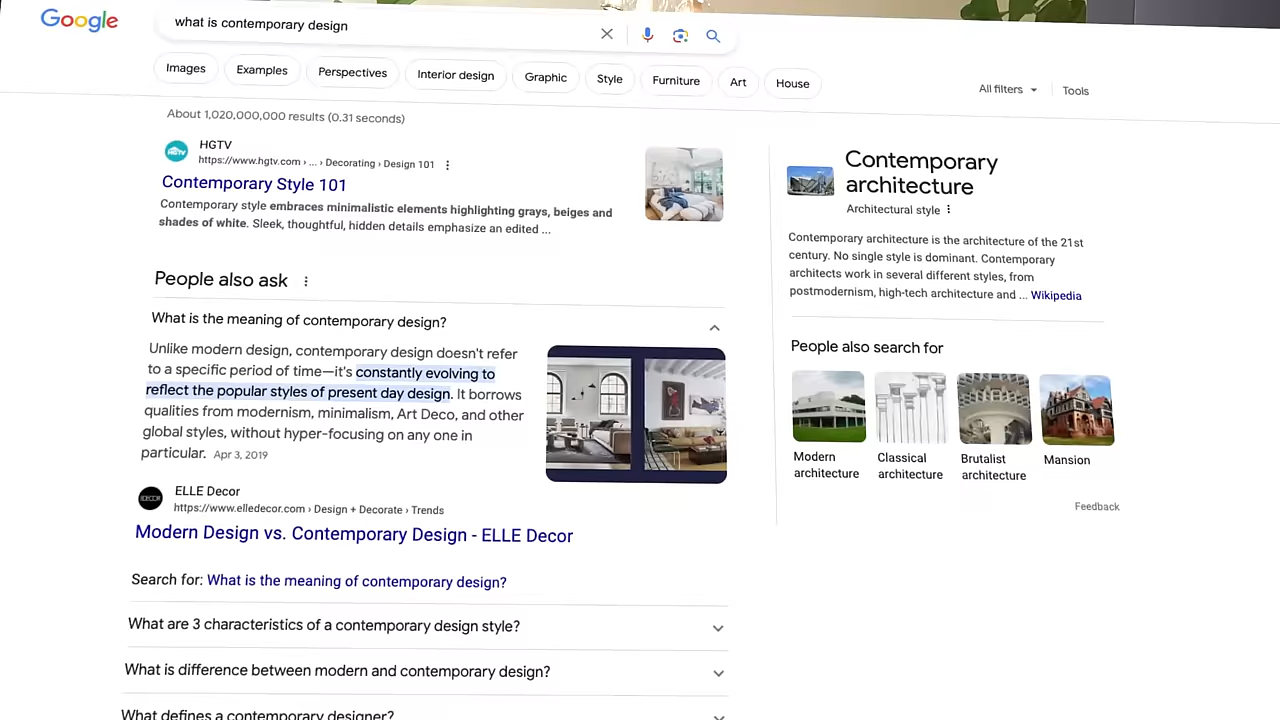 Google
what is contemporary design
Images
Examples
Perspectives
Interior design
Graphic
Style
Furniture
Art
House
All filters
Tools
About 1,020,000,000 results (0.31 seconds)
HGTV
https://www.hgtv.com › ... › Decorating › Design 101
Contemporary Style 101
Contemporary style embraces minimalistic elements highlighting grays, beiges and
shades of white. Sleek, thoughtful, hidden details emphasize an edited ...
People also ask
What is the meaning of contemporary design?
Unlike modern design, contemporary design doesn't refer
to a specific period of time—it's constantly evolving to
reflect the popular styles of present day design. It borrows
qualities from modernism, minimalism, Art Deco, and other
global styles, without hyper-focusing on any one in
particular. Apr 3, 2019
ELLE Decor
https://www.elledecor.com › Design + Decorate › Trends
Modern Design vs. Contemporary Design - ELLE Decor
Search for: What is the meaning of contemporary design?
What are 3 characteristics of a contemporary design style?
What is difference between modern and contemporary design?
What defines a contemporary designer?
Contemporary
architecture
Architectural style
Contemporary architecture is the architecture of the 21st
century. No single style is dominant. Contemporary
architects work in several different styles, from
postmodernism, high-tech architecture and ... Wikipedia
People also search for
Modern
architecture
Classical
architecture
Brutalist
architecture
Mansion
Feedback